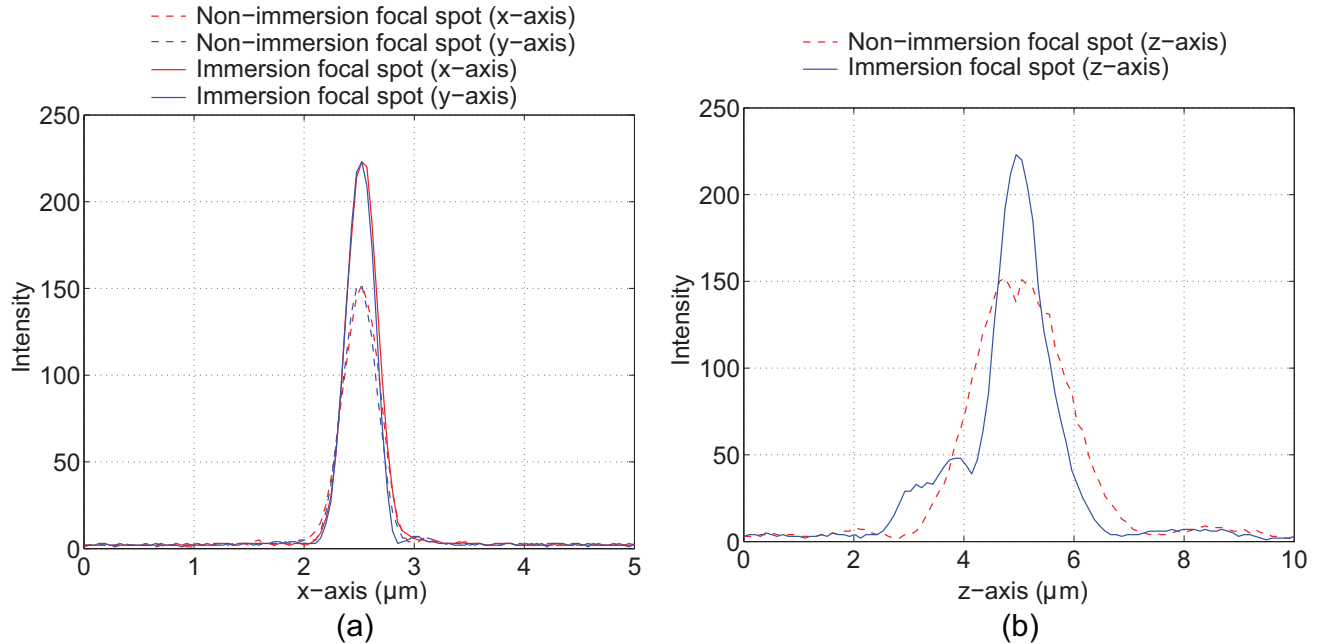 Non−immersion focal spot (x−axis)
Non−immersion focal spot (y−axis)
Immersion focal spot (x−axis)
Immersion focal spot (y−axis)
250
200
150
100
50
0
Intensity
0 1 2 3 4 5
x−axis (µm)
(a)
Non−immersion focal spot (z−axis)
Immersion focal spot (z−axis)
250
200
150
100
50
0
Intensity
0 2 4 6 8 10
z−axis (µm)
(b)